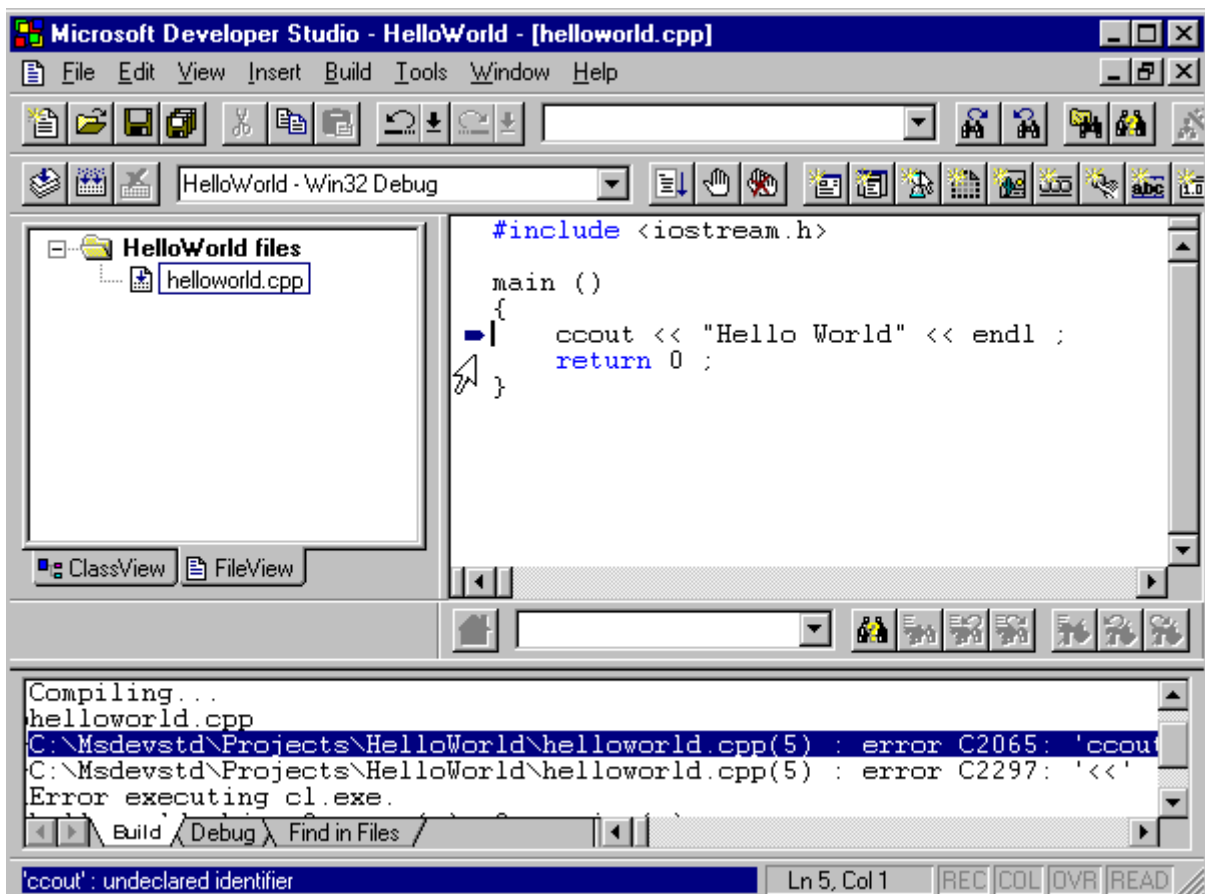 Microsoft Developer Studio - HelloWorld - [helloworld.cpp]
File Edit View Insert Build Tools Window Help
HelloWorld - Win32 Debug
abc
1.0
HelloWorld files
helloworld.cpp
#include <iostream.h>
main ()
{
ccout << "Hello World" << endl ;
return 0 ;
}
ClassView FileView
Compiling...
helloworld.cpp
C:\Msdevstd\Projects\HelloWorld\helloworld.cpp(5) : error C2065: 'ccout
C:\Msdevstd\Projects\HelloWorld\helloworld.cpp(5) : error C2297: '<<'
Error executing cl.exe.
Build Debug Find in Files
'ccout' : undeclared identifier
Ln 5, Col 1 REC COL OVR READ